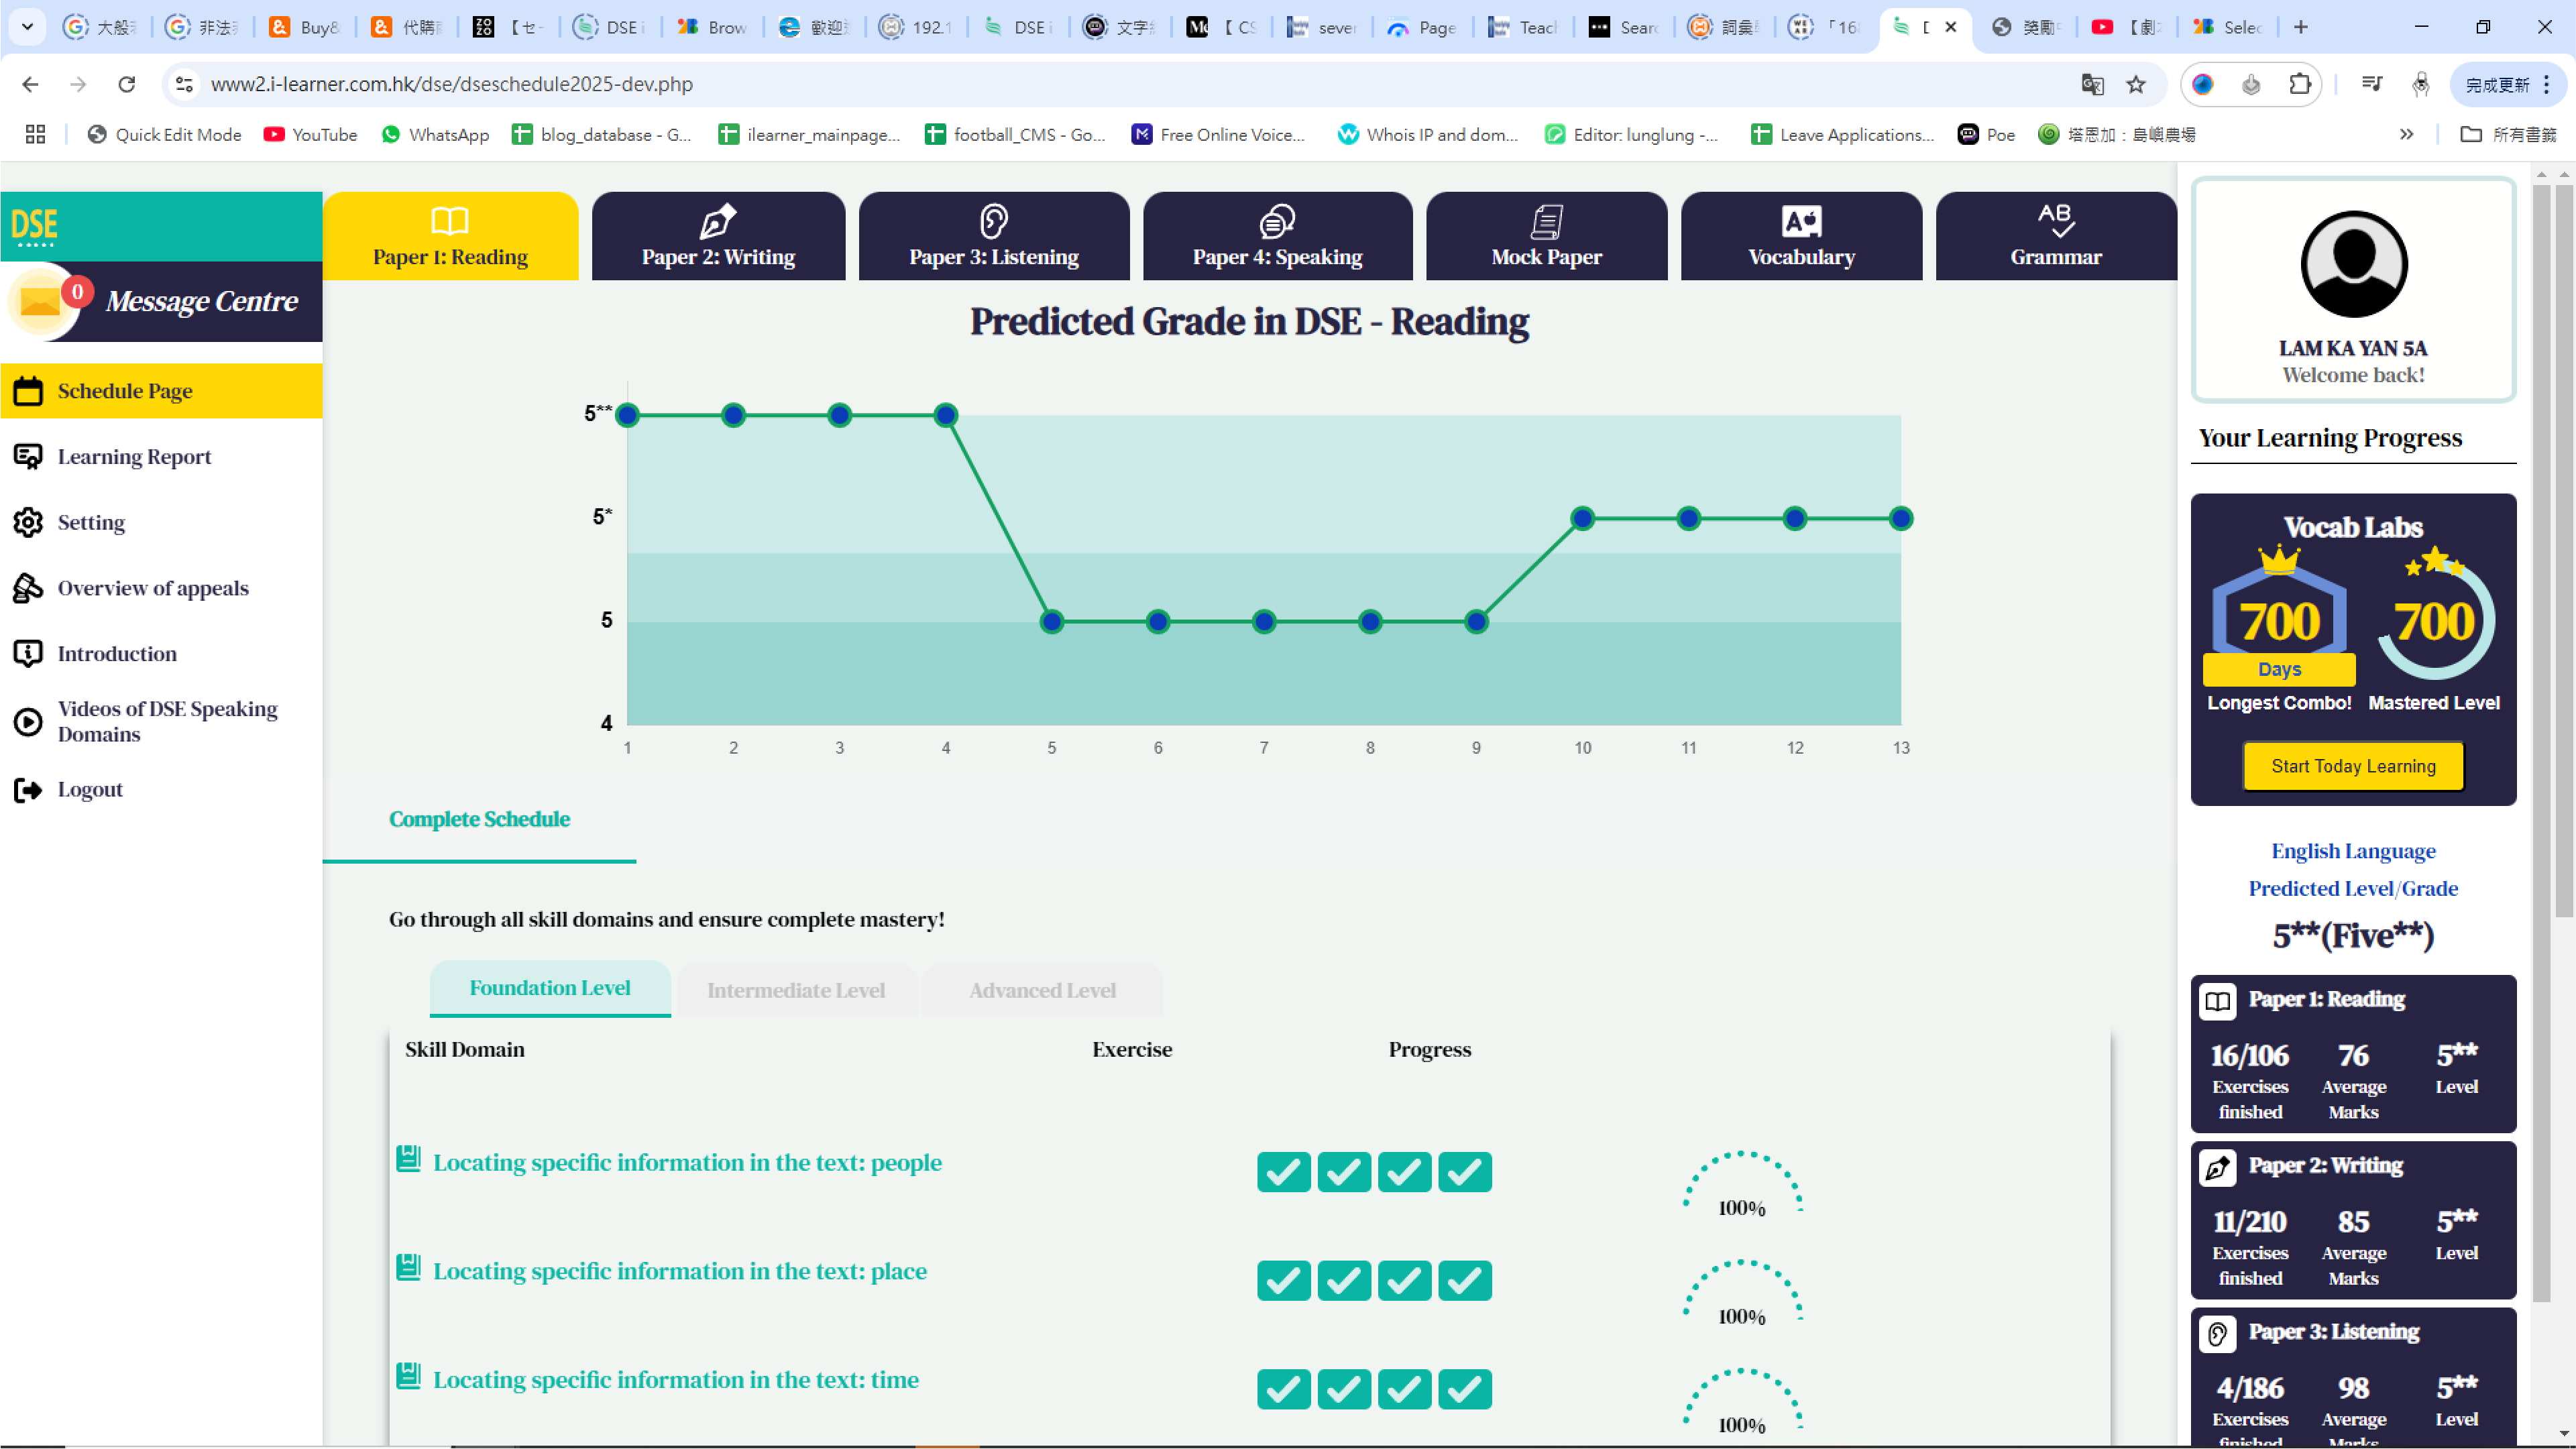 大般
非法
Buy&
代購
【セ-
DSE i
Brow
歡迎
192.1
DSE i
文字
【 CS
sever
Page
Teach
Searc
詞彙
「16
獎勵
【劇
Selec
www2.i-learner.com.hk/dse/dseschedule2025-dev.php
完成更新
Quick Edit Mode
YouTube
WhatsApp
blog_database - G...
ilearner_mainpage...
football_CMS - Go...
Free Online Voice...
Whois IP and dom...
Editor: lunglung -...
Leave Applications...
Poe
塔恩加：島嶼農場
所有書籤
DSE
0
Message Centre
Schedule Page
Learning Report
Setting
Overview of appeals
Introduction
Videos of DSE Speaking
Domains
Logout
Paper 1: Reading
Paper 2: Writing
Paper 3: Listening
Paper 4: Speaking
Mock Paper
Vocabulary
AB
Grammar
Predicted Grade in DSE - Reading
5**
5*
5
4
1 2 3 4 5 6 7 8 9 10 11 12 13
Complete Schedule
Go through all skill domains and ensure complete mastery!
Foundation Level
Intermediate Level
Advanced Level
Skill Domain Exercise Progress
Locating specific information in the text: people
100%
Locating specific information in the text: place
100%
Locating specific information in the text: time
100%
LAM KA YAN 5A
Welcome back!
Your Learning Progress
Vocab Labs
700 700
Days
Longest Combo! Mastered Level
Start Today Learning
English Language
Predicted Level/Grade
5**(Five**)
Paper 1: Reading
16/106 76 5**
Exercises Average Level
finished Marks
Paper 2: Writing
11/210 85 5**
Exercises Average Level
finished Marks
Paper 3: Listening
4/186 98 5**
Exercises Average Level
finished Marks